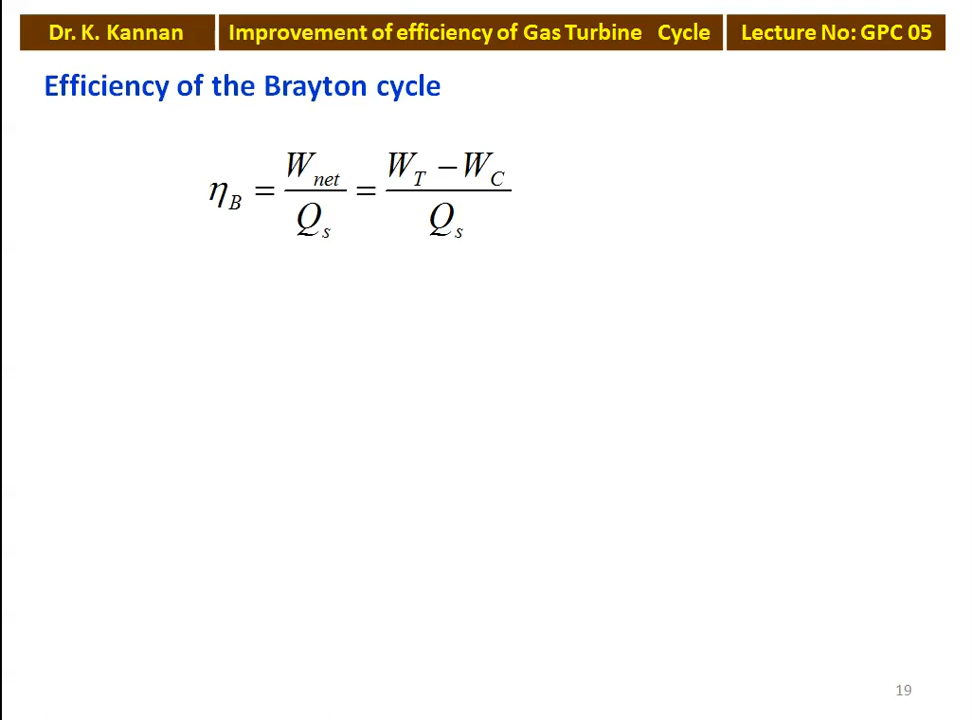 Dr. K. Kannan Improvement of efficiency of Gas Turbine Cycle Lecture No: GPC 05
Efficiency of the Brayton cycle
η_B = W_net / Q_s = (W_T − W_C) / Q_s
19